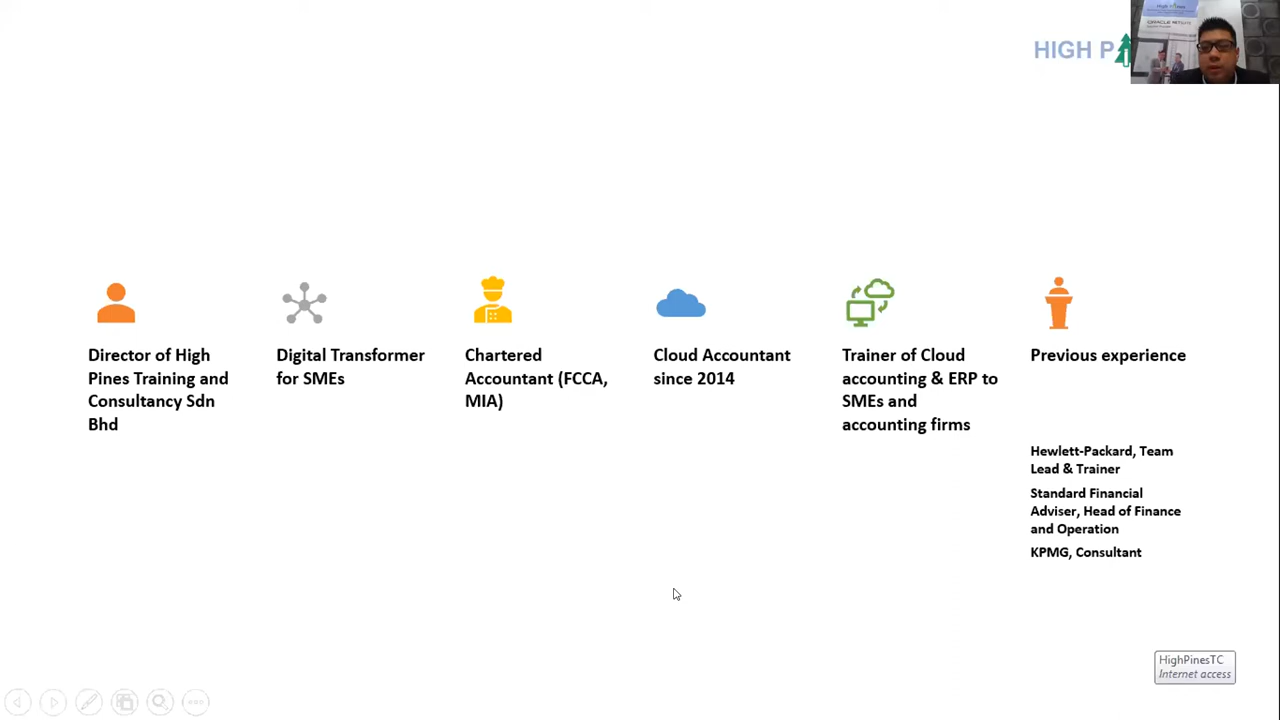 HIGH P
ORACLE NETSUITE
Director of High
Pines Training and
Consultancy Sdn
Bhd
Digital Transformer
for SMEs
Chartered
Accountant (FCCA,
MIA)
Cloud Accountant
since 2014
Trainer of Cloud
accounting & ERP to
SMEs and
accounting firms
Previous experience
Hewlett-Packard, Team
Lead & Trainer
Standard Financial
Adviser, Head of Finance
and Operation
KPMG, Consultant
HighPinesTC
Internet access